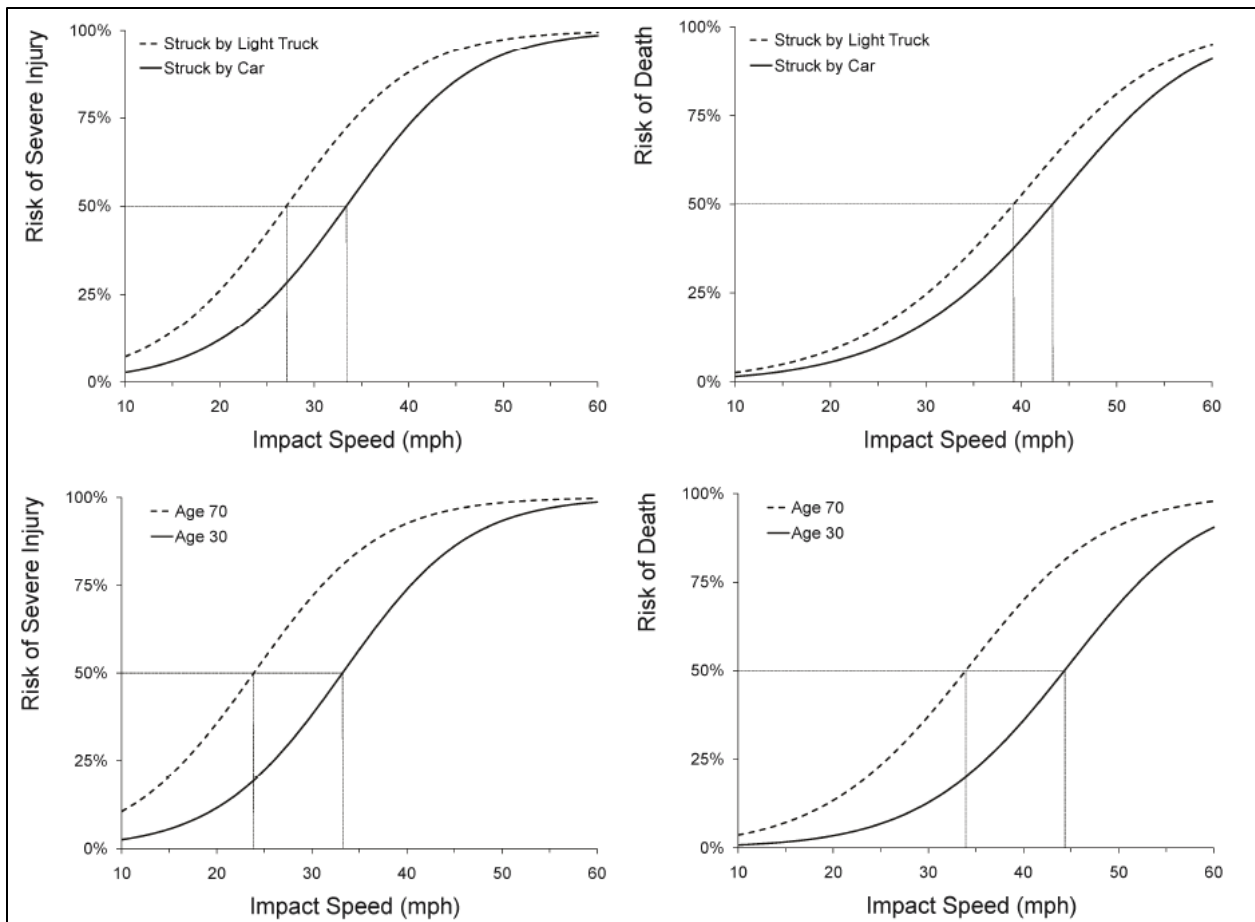 Risk of Severe Injury
100%
75%
50%
25%
0%
Struck by Light Truck
Struck by Car
10 20 30 40 50 60
Impact Speed (mph)
Risk of Death
100%
75%
50%
25%
0%
Struck by Light Truck
Struck by Car
10 20 30 40 50 60
Impact Speed (mph)
Risk of Severe Injury
100%
75%
50%
25%
0%
Age 70
Age 30
10 20 30 40 50 60
Impact Speed (mph)
Risk of Death
100%
75%
50%
25%
0%
Age 70
Age 30
10 20 30 40 50 60
Impact Speed (mph)